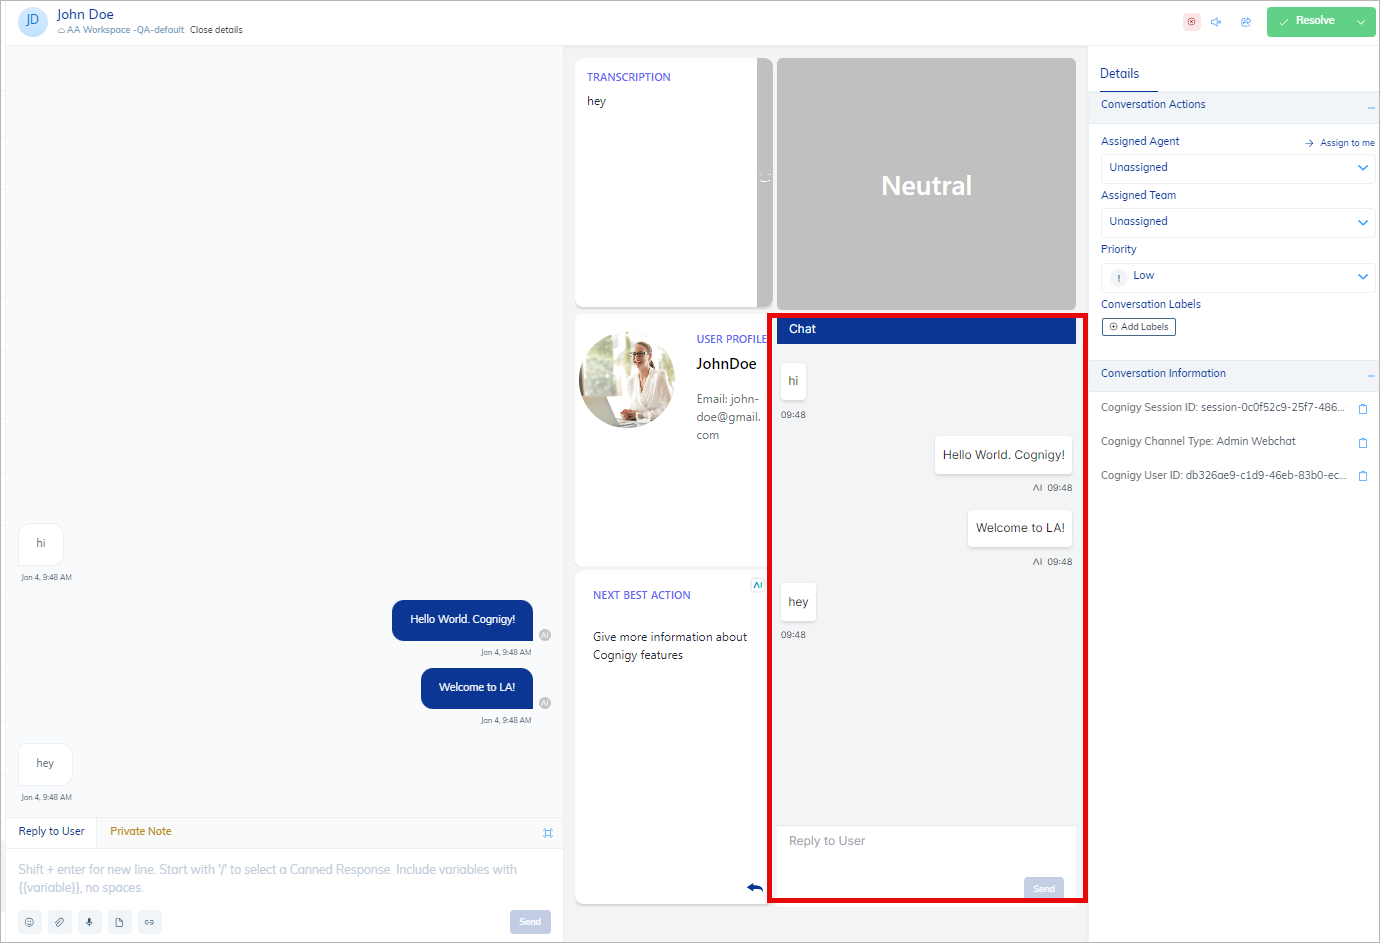 JD
John Doe
AA Workspace -QA-default Close details
Resolve
hi
Jan 4, 9:48 AM
Hello World. Cognigy!
AI
Jan 4, 9:48 AM
Welcome to LA!
AI
Jan 4, 9:48 AM
hey
Jan 4, 9:48 AM
Reply to User Private Note
Shift + enter for new line. Start with '/' to select a Canned Response. Include variables with
{{variable}}, no spaces.
Send
TRANSCRIPTION
hey
Neutral
USER PROFILE
JohnDoe
Email: john-
doe@gmail.
com
AI
NEXT BEST ACTION
Give more information about
Cognigy features
Chat
hi
09:48
Hello World. Cognigy!
AI 09:48
Welcome to LA!
AI 09:48
hey
09:48
Reply to User
Send
Details
Conversation Actions
Assigned Agent
Assign to me
Unassigned
Assigned Team
Unassigned
Priority
! Low
Conversation Labels
Add Labels
Conversation Information
Cognigy Session ID: session-0c0f52c9-25f7-486...
Cognigy Channel Type: Admin Webchat
Cognigy User ID: db326ae9-c1d9-46eb-83b0-ec...